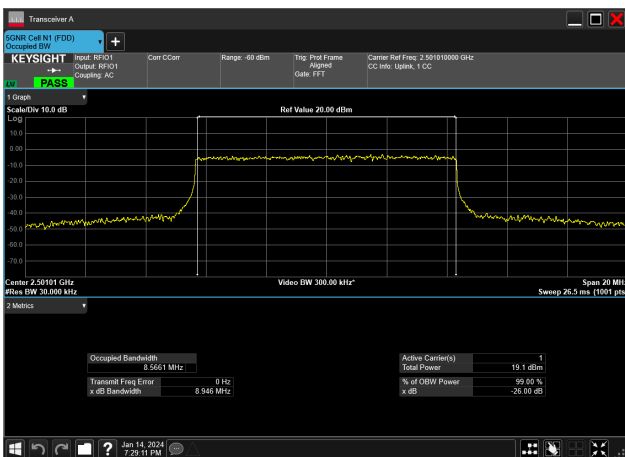 Transceiver A
5GNR Cell N1 (FDD)
Occupied BW
KEYSIGHT
PASS
Input: RFIO1
Output: RFIO1
Coupling: AC
Corr CCorr
Range: -60 dBm
Trig: Prot Frame
Aligned
Gate: FFT
Carrier Ref Freq: 2.501010000 GHz
CC Info: Uplink, 1 CC
1 Graph
Scale/Div 10.0 dB
Ref Value 20.00 dBm
Log
10.0
0.00
-10.0
-20.0
-30.0
-40.0
-50.0
-60.0
-70.0
Center 2.50101 GHz
Video BW 300.00 kHz*
Span 20 MHz
#Res BW 30.000 kHz
Sweep 26.5 ms (1001 pts
2 Metrics
Occupied Bandwidth
8.5661 MHz
Transmit Freq Error 0 Hz
x dB Bandwidth 8.946 MHz
Active Carrier(s) 1
Total Power 19.1 dBm
% of OBW Power 99.00 %
x dB -26.00 dB
Jan 14, 2024
7:29:11 PM